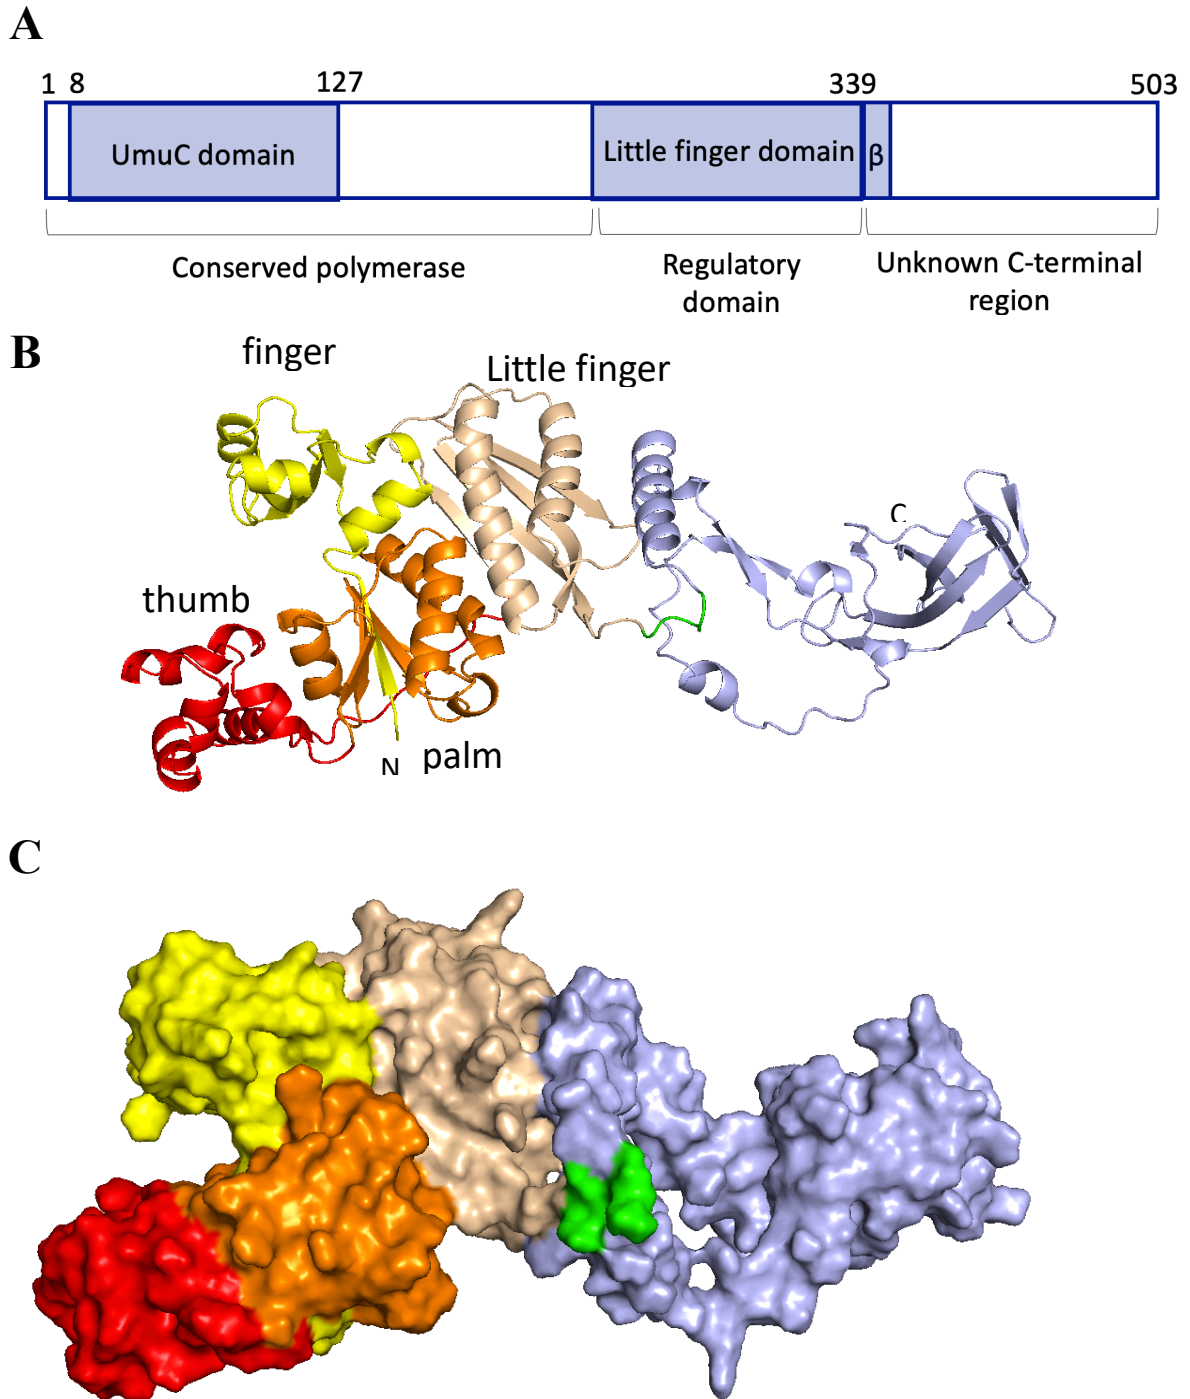 A
1 8 127 339 503
UmuC domain Little finger domain β
Conserved polymerase
Regulatory
domain
Unknown C-terminal
region
B
finger
Little finger
C
thumb
N
palm
C